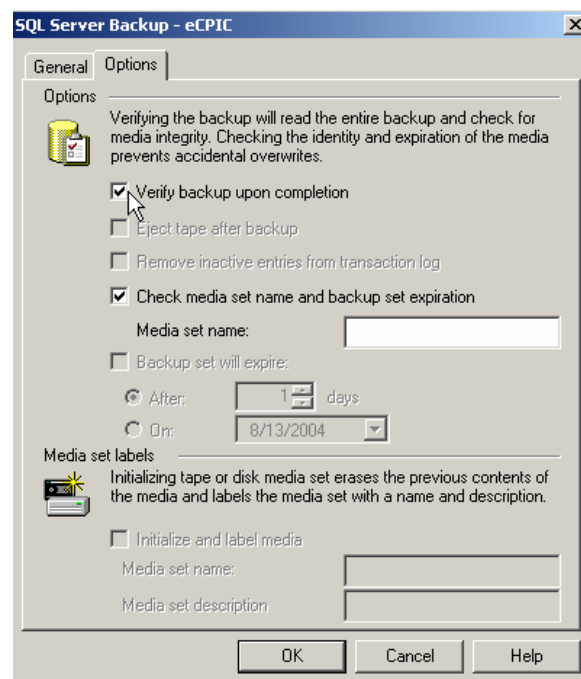 SQL Server Backup - eCPIC
General Options
Options
Verifying the backup will read the entire backup and check for
media integrity. Checking the identity and expiration of the media
prevents accidental overwrites.
Verify backup upon completion
Eject tape after backup
Remove inactive entries from transaction log
Check media set name and backup set expiration
Media set name:
Backup set will expire:
After: 1 days
On: 8/13/2004
Media set labels
Initializing tape or disk media set erases the previous contents of
the media and labels the media set with a name and description.
Initialize and label media
Media set name:
Media set description
OK Cancel Help